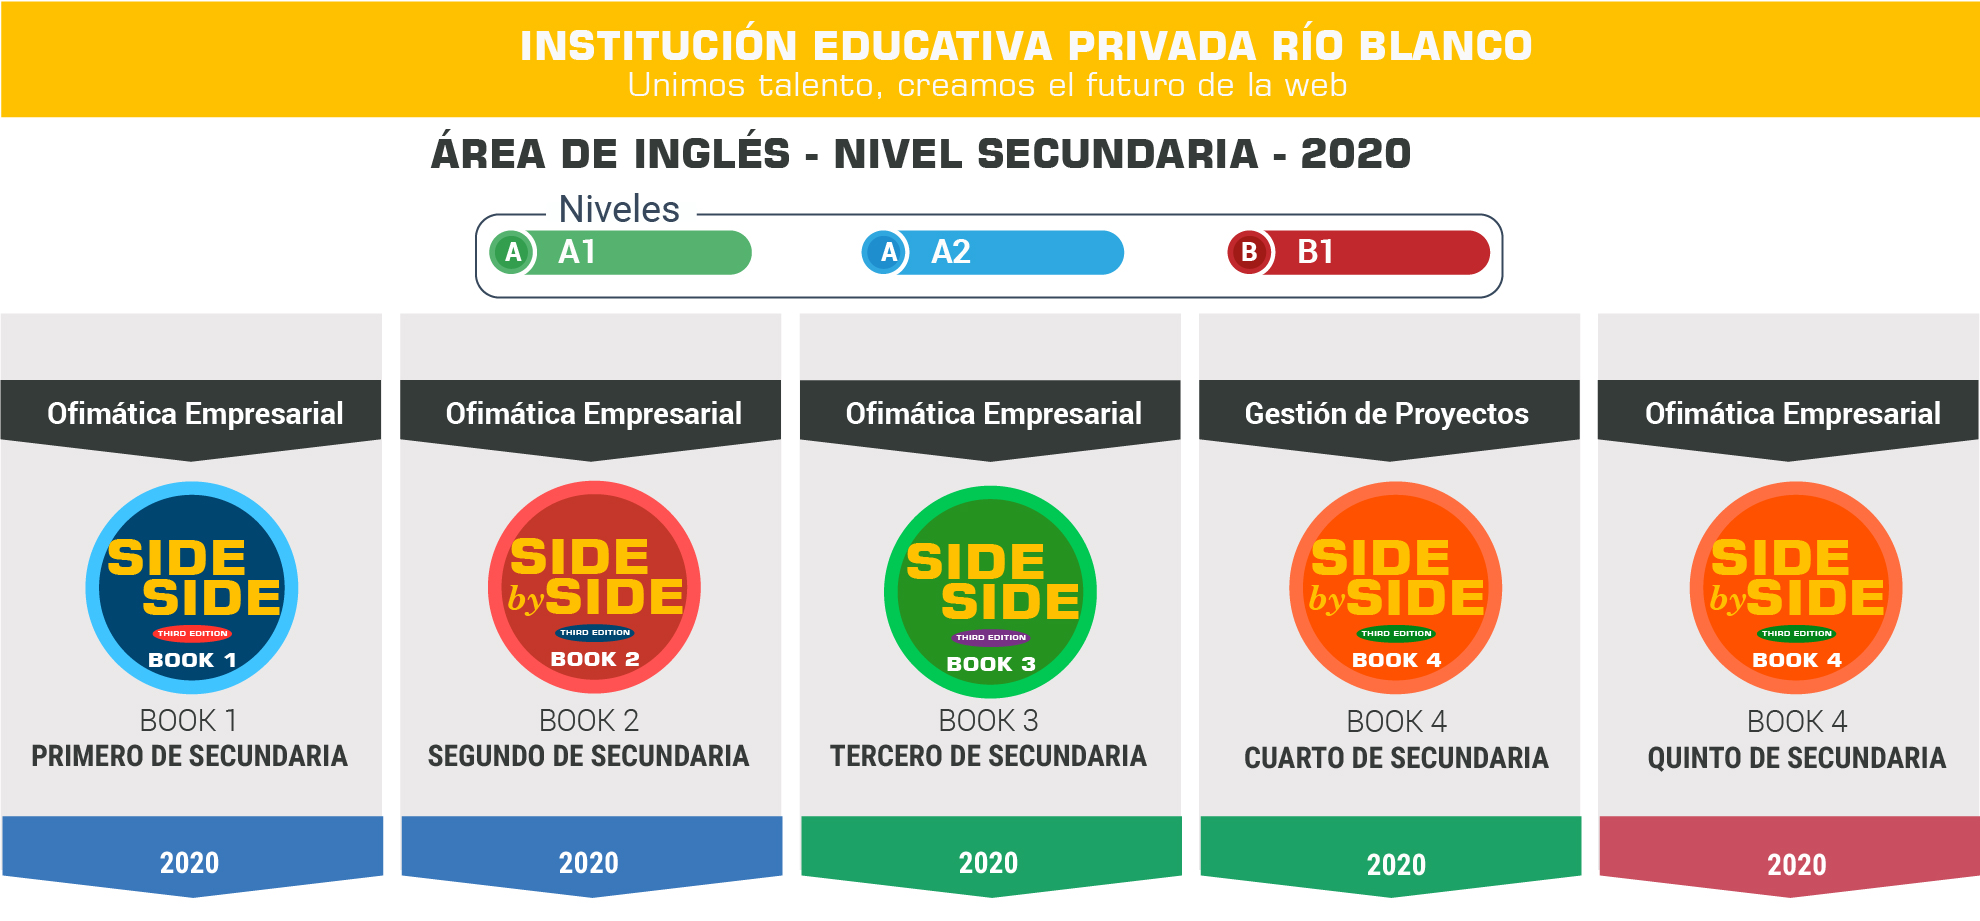 INSTITUCIÓN EDUCATIVA PRIVADA RÍO BLANCO
Unimos talento, creamos el futuro de la web
ÁREA DE INGLÉS - NIVEL SECUNDARIA - 2020
Niveles
A A1
A A2
B B1
Ofimática Empresarial
SIDE
SIDE
THIRD EDITION
BOOK 1
BOOK 1
PRIMERO DE SECUNDARIA
2020
Ofimática Empresarial
SIDE
by SIDE
THIRD EDITION
BOOK 2
BOOK 2
SEGUNDO DE SECUNDARIA
2020
Ofimática Empresarial
SIDE
SIDE
THIRD EDITION
BOOK 3
BOOK 3
TERCERO DE SECUNDARIA
2020
Gestión de Proyectos
SIDE
by SIDE
THIRD EDITION
BOOK 4
BOOK 4
CUARTO DE SECUNDARIA
2020
Ofimática Empresarial
SIDE
by SIDE
THIRD EDITION
BOOK 4
BOOK 4
QUINTO DE SECUNDARIA
2020